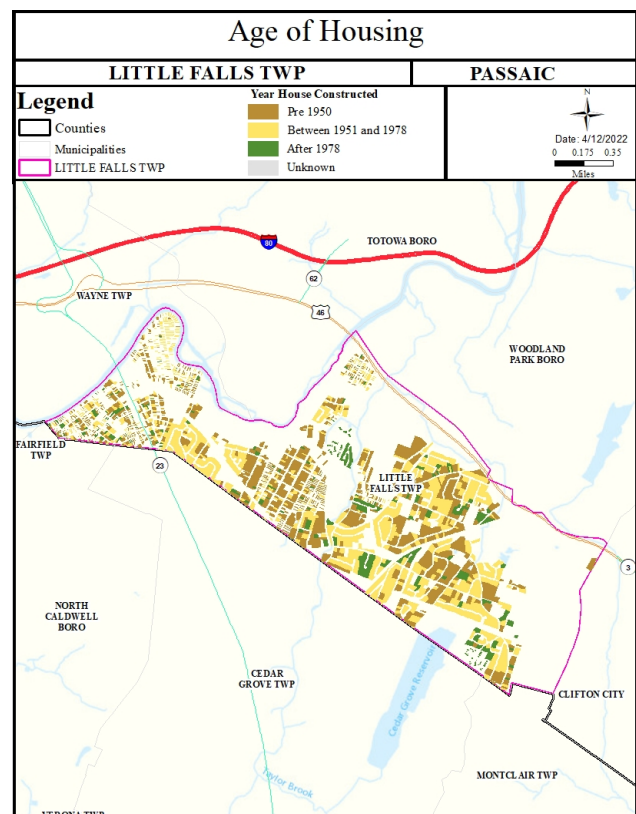 Age of Housing
LITTLE FALLS TWP
PASSAIC
Legend
Counties
Municipalities
LITTLE FALLS TWP
Year House Constructed
Pre 1950
Between 1951 and 1978
After 1978
Unknown
N
Date: 4/12/2022
0 0.175 0.35
Miles
80
TOTOWA BORO
62
WAYNE TWP
46
WOODLAND
PARK BORO
FAIRFIELD
TWP
23
LITTLE
FALLS TWP
3
NORTH
CALDWELL
BORO
CEDAR
GROVE TWP
Cedar Grove Reservoir
CLIFTON CITY
Taylor Brook
MONTCLAIR TWP
VERONA TWP